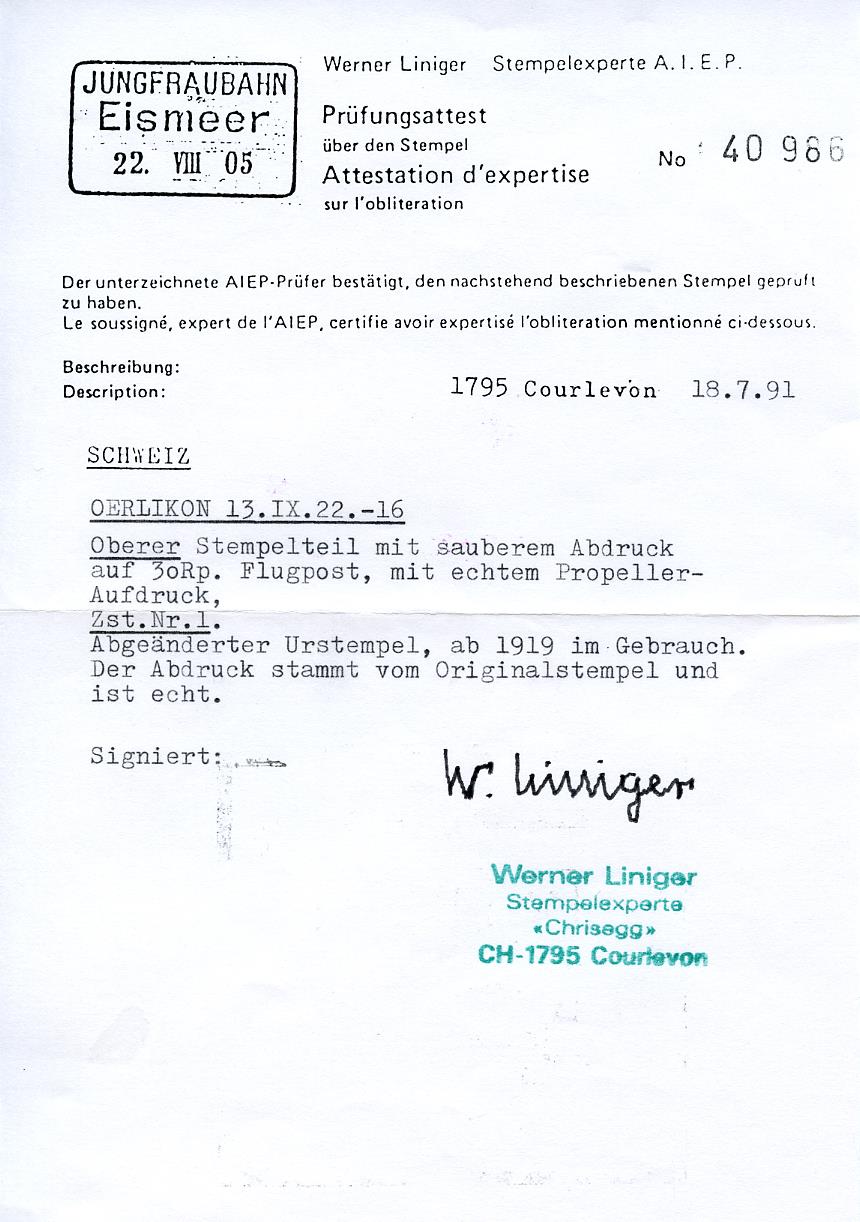 JUNGFRAUBAHN
Eismeer
22. VIII 05
Werner Liniger Stempelexperte A.I.E.P.
Prüfungsattest
über den Stempel
Attestation d'expertise
sur l'obliteration
No 40 986
Der unterzeichnete AIEP-Prüfer bestätigt, den nachstehend beschriebenen Stempel geprüft
zu haben.
Le soussigné, expert de l'AIEP, certifie avoir expertisé l'obliteration mentionné ci-dessous.
Beschreibung:
Description:
1795 Courlevon 18.7.91
SCHWEIZ
OERLIKON 13.IX.22.-16
Oberer Stempelteil mit sauberem Abdruck
auf 3oRp. Flugpost, mit echtem Propeller-
Aufdruck,
Zst.Nr.1.
Abgeänderter Urstempel, ab 1919 im Gebrauch.
Der Abdruck stammt vom Originalstempel und
ist echt.
Signiert:
W. Liniger
Werner Liniger
Stempelexperte
«Chrisegg»
CH-1795 Courlevon